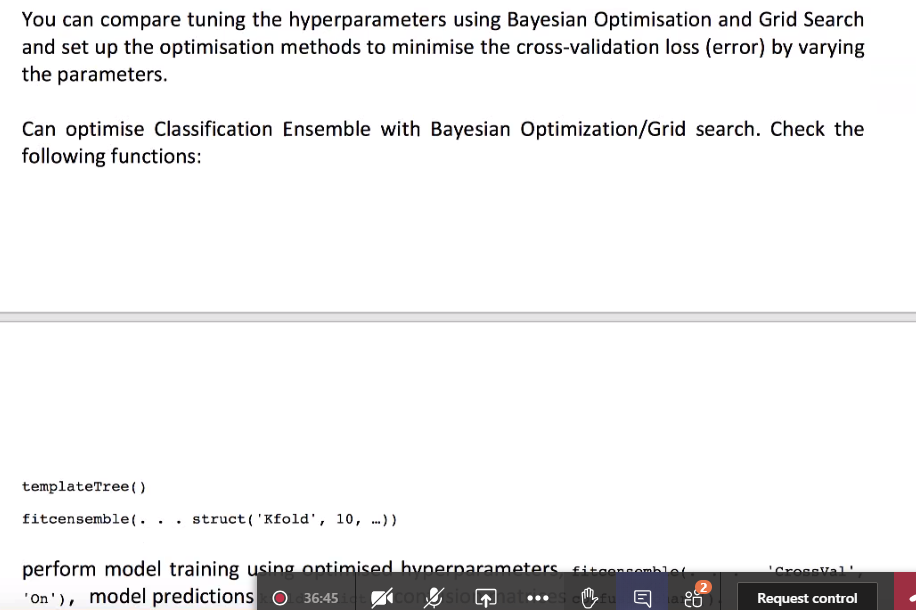 You can compare tuning the hyperparameters using Bayesian Optimisation and Grid Search
and set up the optimisation methods to minimise the cross-validation loss (error) by varying
the parameters.
Can optimise Classification Ensemble with Bayesian Optimization/Grid search. Check the
following functions:
templateTree()
fitcensemble(. . . struct('Kfold', 10, …))
perform model training using optimised hyperparameters, fitcensemble(. . . 'CrossVal',
'On'), model predictions
36:45
2
Request control